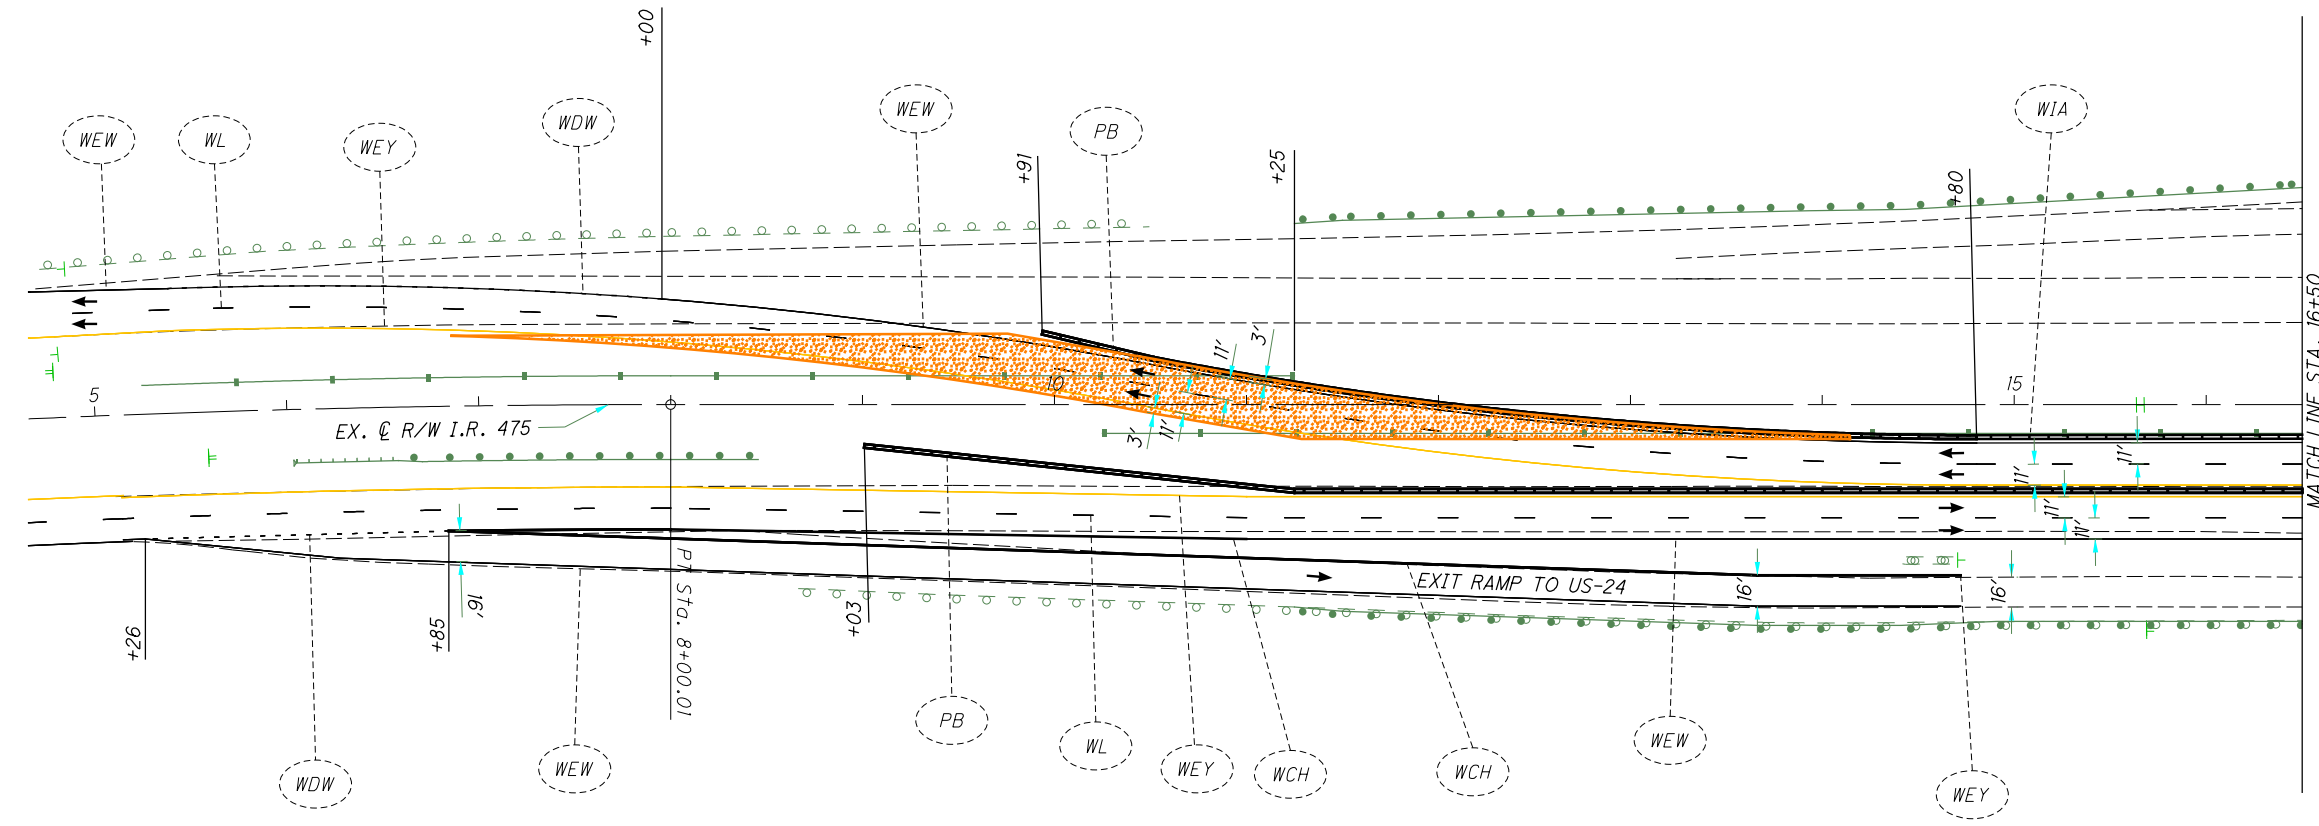 +00
WEW
WL
WEY
WDW
WEW
PB
WIA
+91
+25
+80
11'
3'
5
10
15
EX. ℄ R/W I.R. 475
3'
11'
11'
11'
11'
11'
MATCH LINE STA. 16+50
EXIT RAMP TO US-24
16'
16'
16'
+26
+85
PT Sta. 8+000.01
+03
WDW
WEW
PB
WL
WEY
WCH
WCH
WEW
WEY